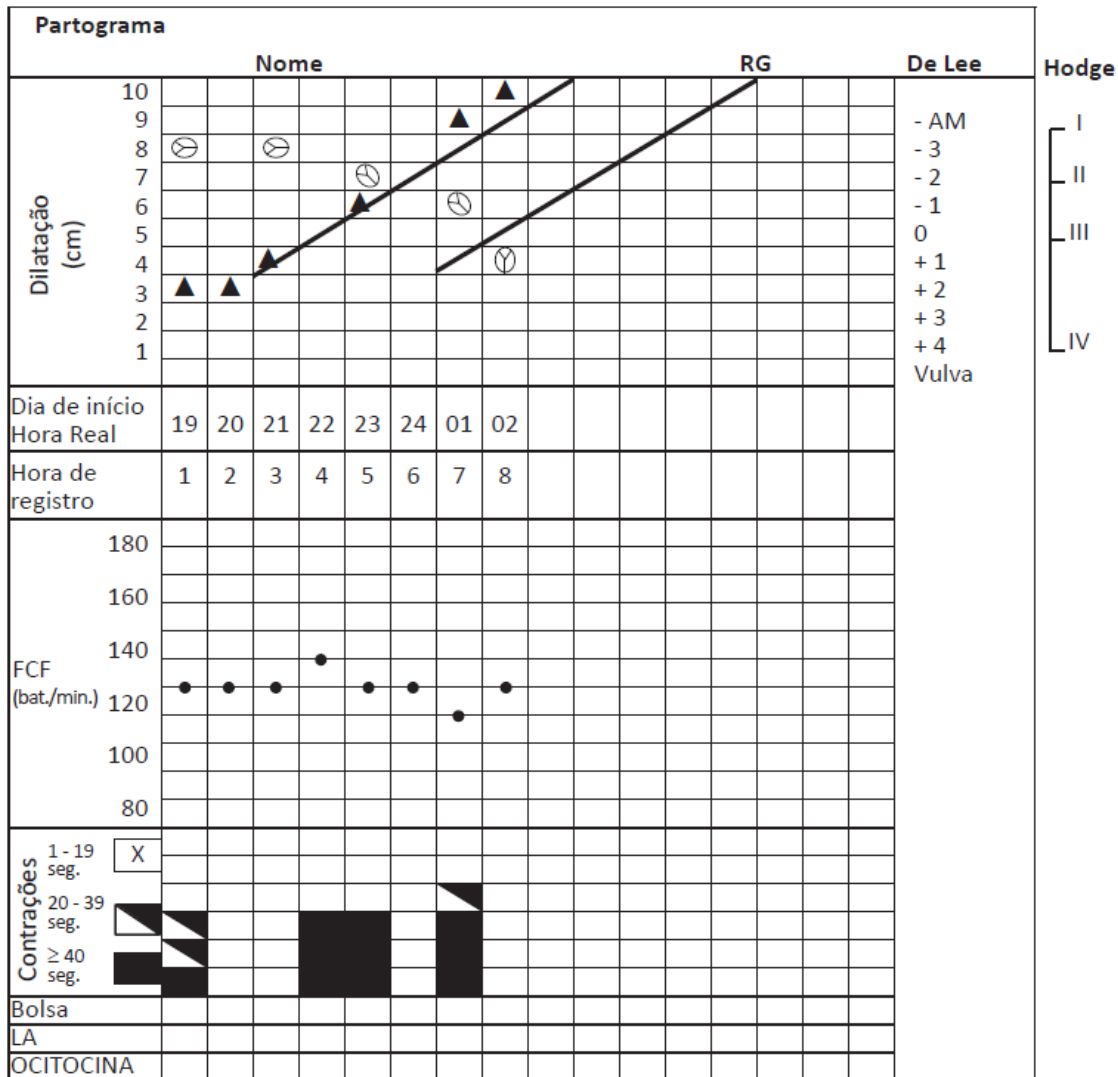 Partograma
Nome RG De Lee Hodge
10
9 - AM I
8 - 3
7 - 2 II
6 - 1
5 0 III
4 + 1
3 + 2
2 + 3
1 + 4 IV
Vulva
Dilatação
(cm)
Dia de início
Hora Real 19 20 21 22 23 24 01 02
Hora de
registro 1 2 3 4 5 6 7 8
180
160
140
FCF
(bat./min.) 120
100
80
Contrações
1 - 19
seg. X
20 - 39
seg.
≥ 40
seg.
Bolsa
LA
OCITOCINA